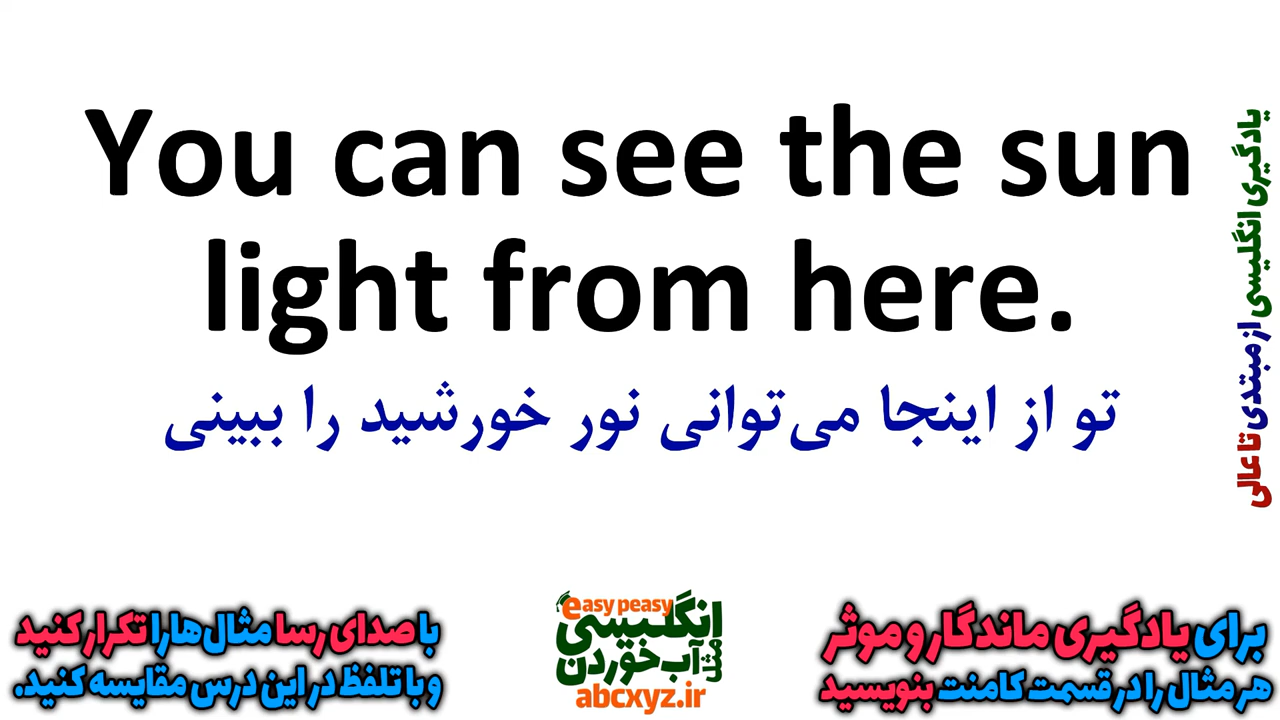 You can see the sun
light from here.
تو از اینجا می‌توانی نور خورشید را ببینی
یادگیری انگلیسی از مبتدی تا عالی
با صدای رسا مثال‌ها را تکرار کنید
و با تلفظ در این درس مقایسه کنید.
easy peasy
انگلیسی
مثل
آب خوردن
abcxyz.ir
برای یادگیری ماندگار و موثر
هر مثال را در قسمت کامنت بنویسید